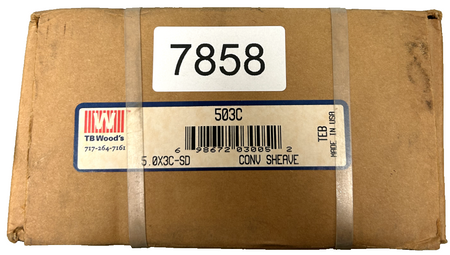 7858
503C
W
TB Wood's
717-264-7161
6 98672 03005 2
5.0X3C-SD CONV SHEAVE
TEB
MADE IN USA